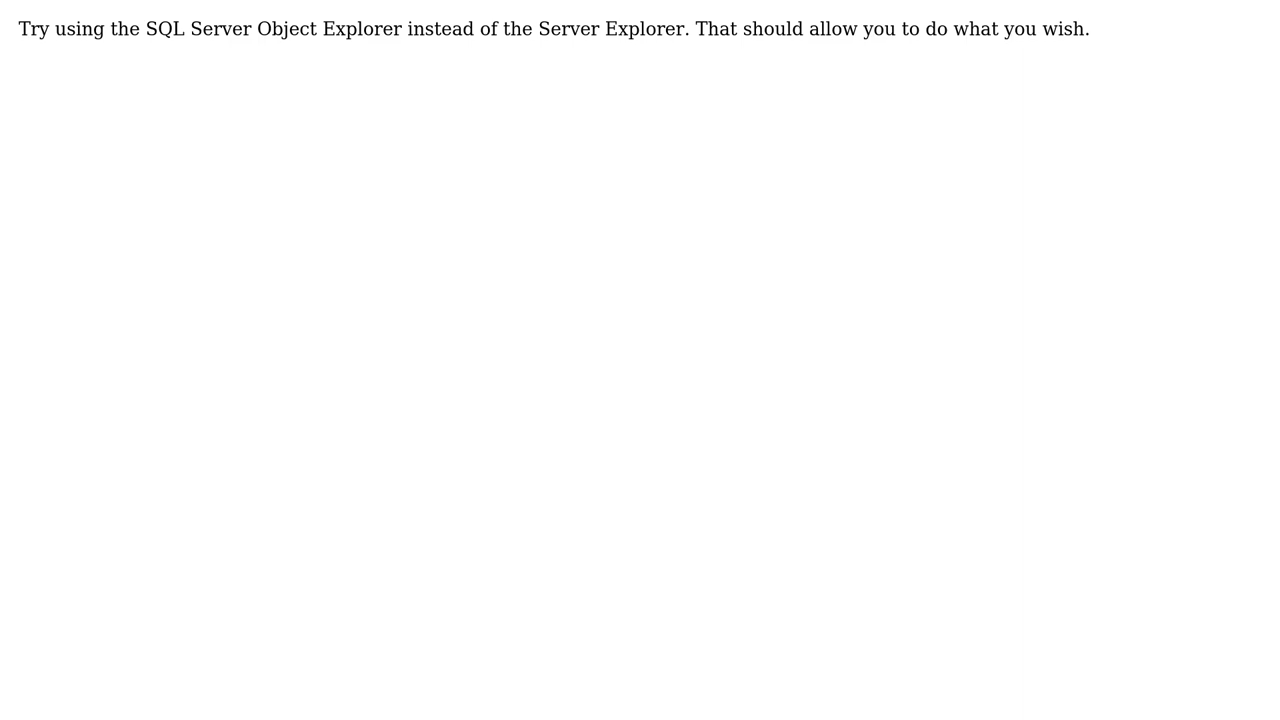 Try using the SQL Server Object Explorer instead of the Server Explorer. That should allow you to do what you wish.